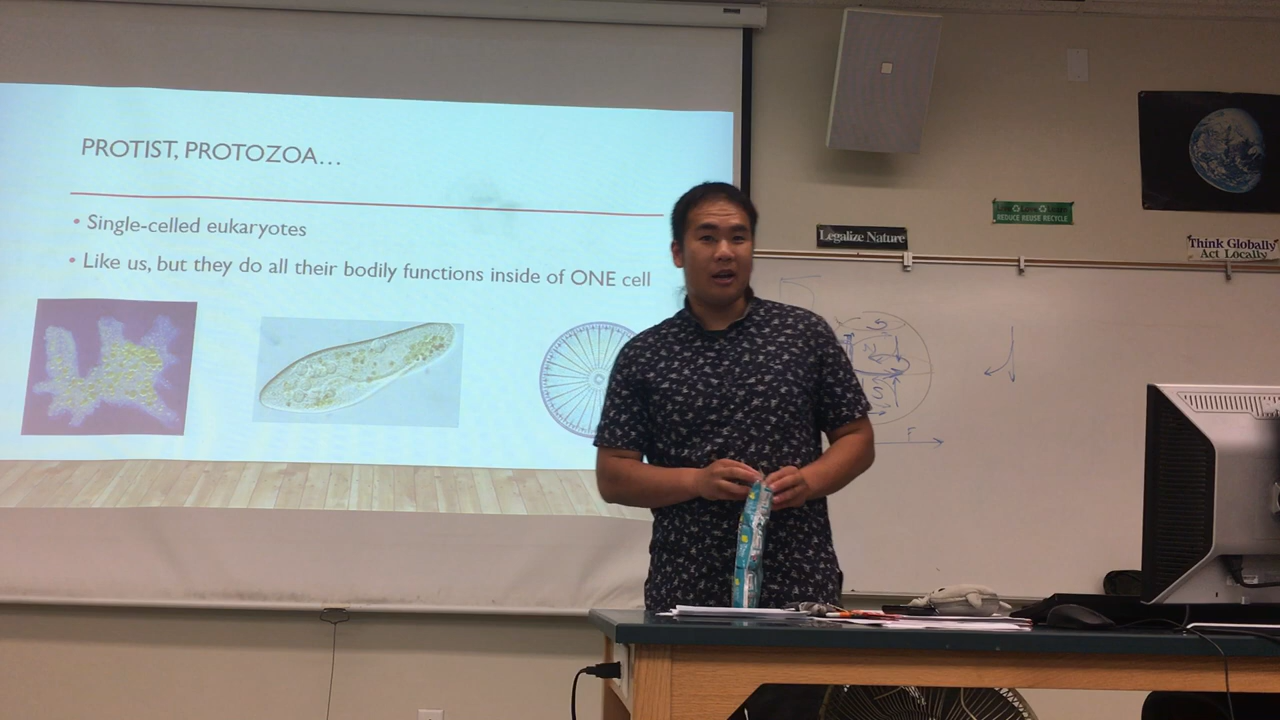 PROTIST, PROTOZOA...
• Single-celled eukaryotes
• Like us, but they do all their bodily functions inside of ONE cell
Legalize Nature
REDUCE REUSE RECYCLE
Think Globally
Act Locally
F